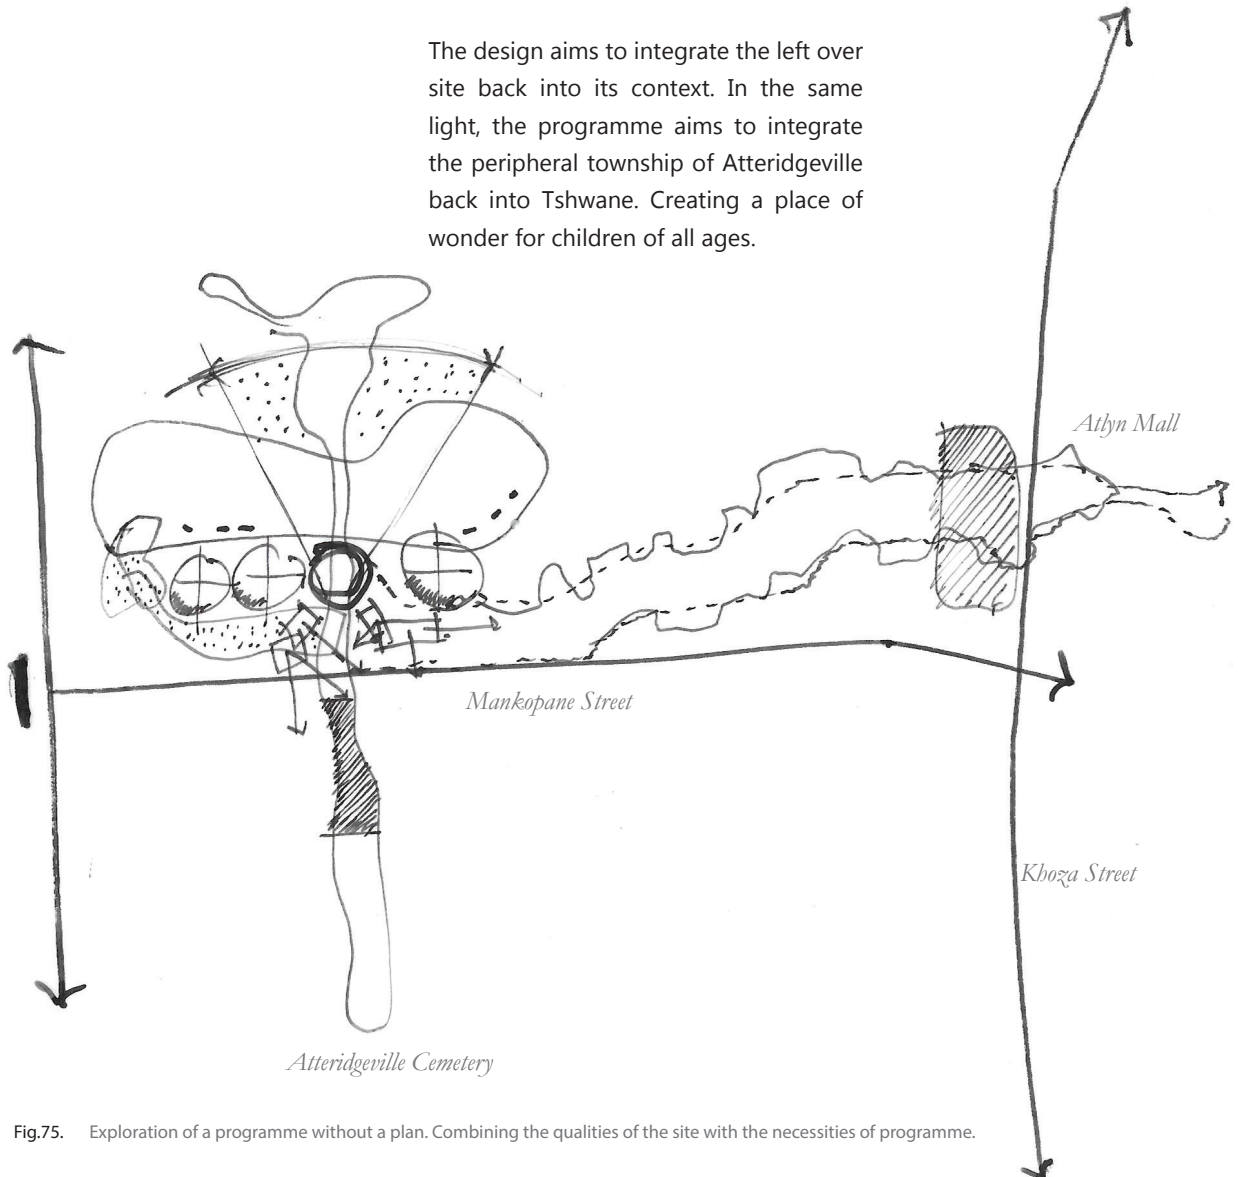 The design aims to integrate the left over
site back into its context. In the same
light, the programme aims to integrate
the peripheral township of Atteridgeville
back into Tshwane. Creating a place of
wonder for children of all ages.
Atlyn Mall
Mankopane Street
Khoza Street
Atteridgeville Cemetery
Fig.75. Exploration of a programme without a plan. Combining the qualities of the site with the necessities of programme.